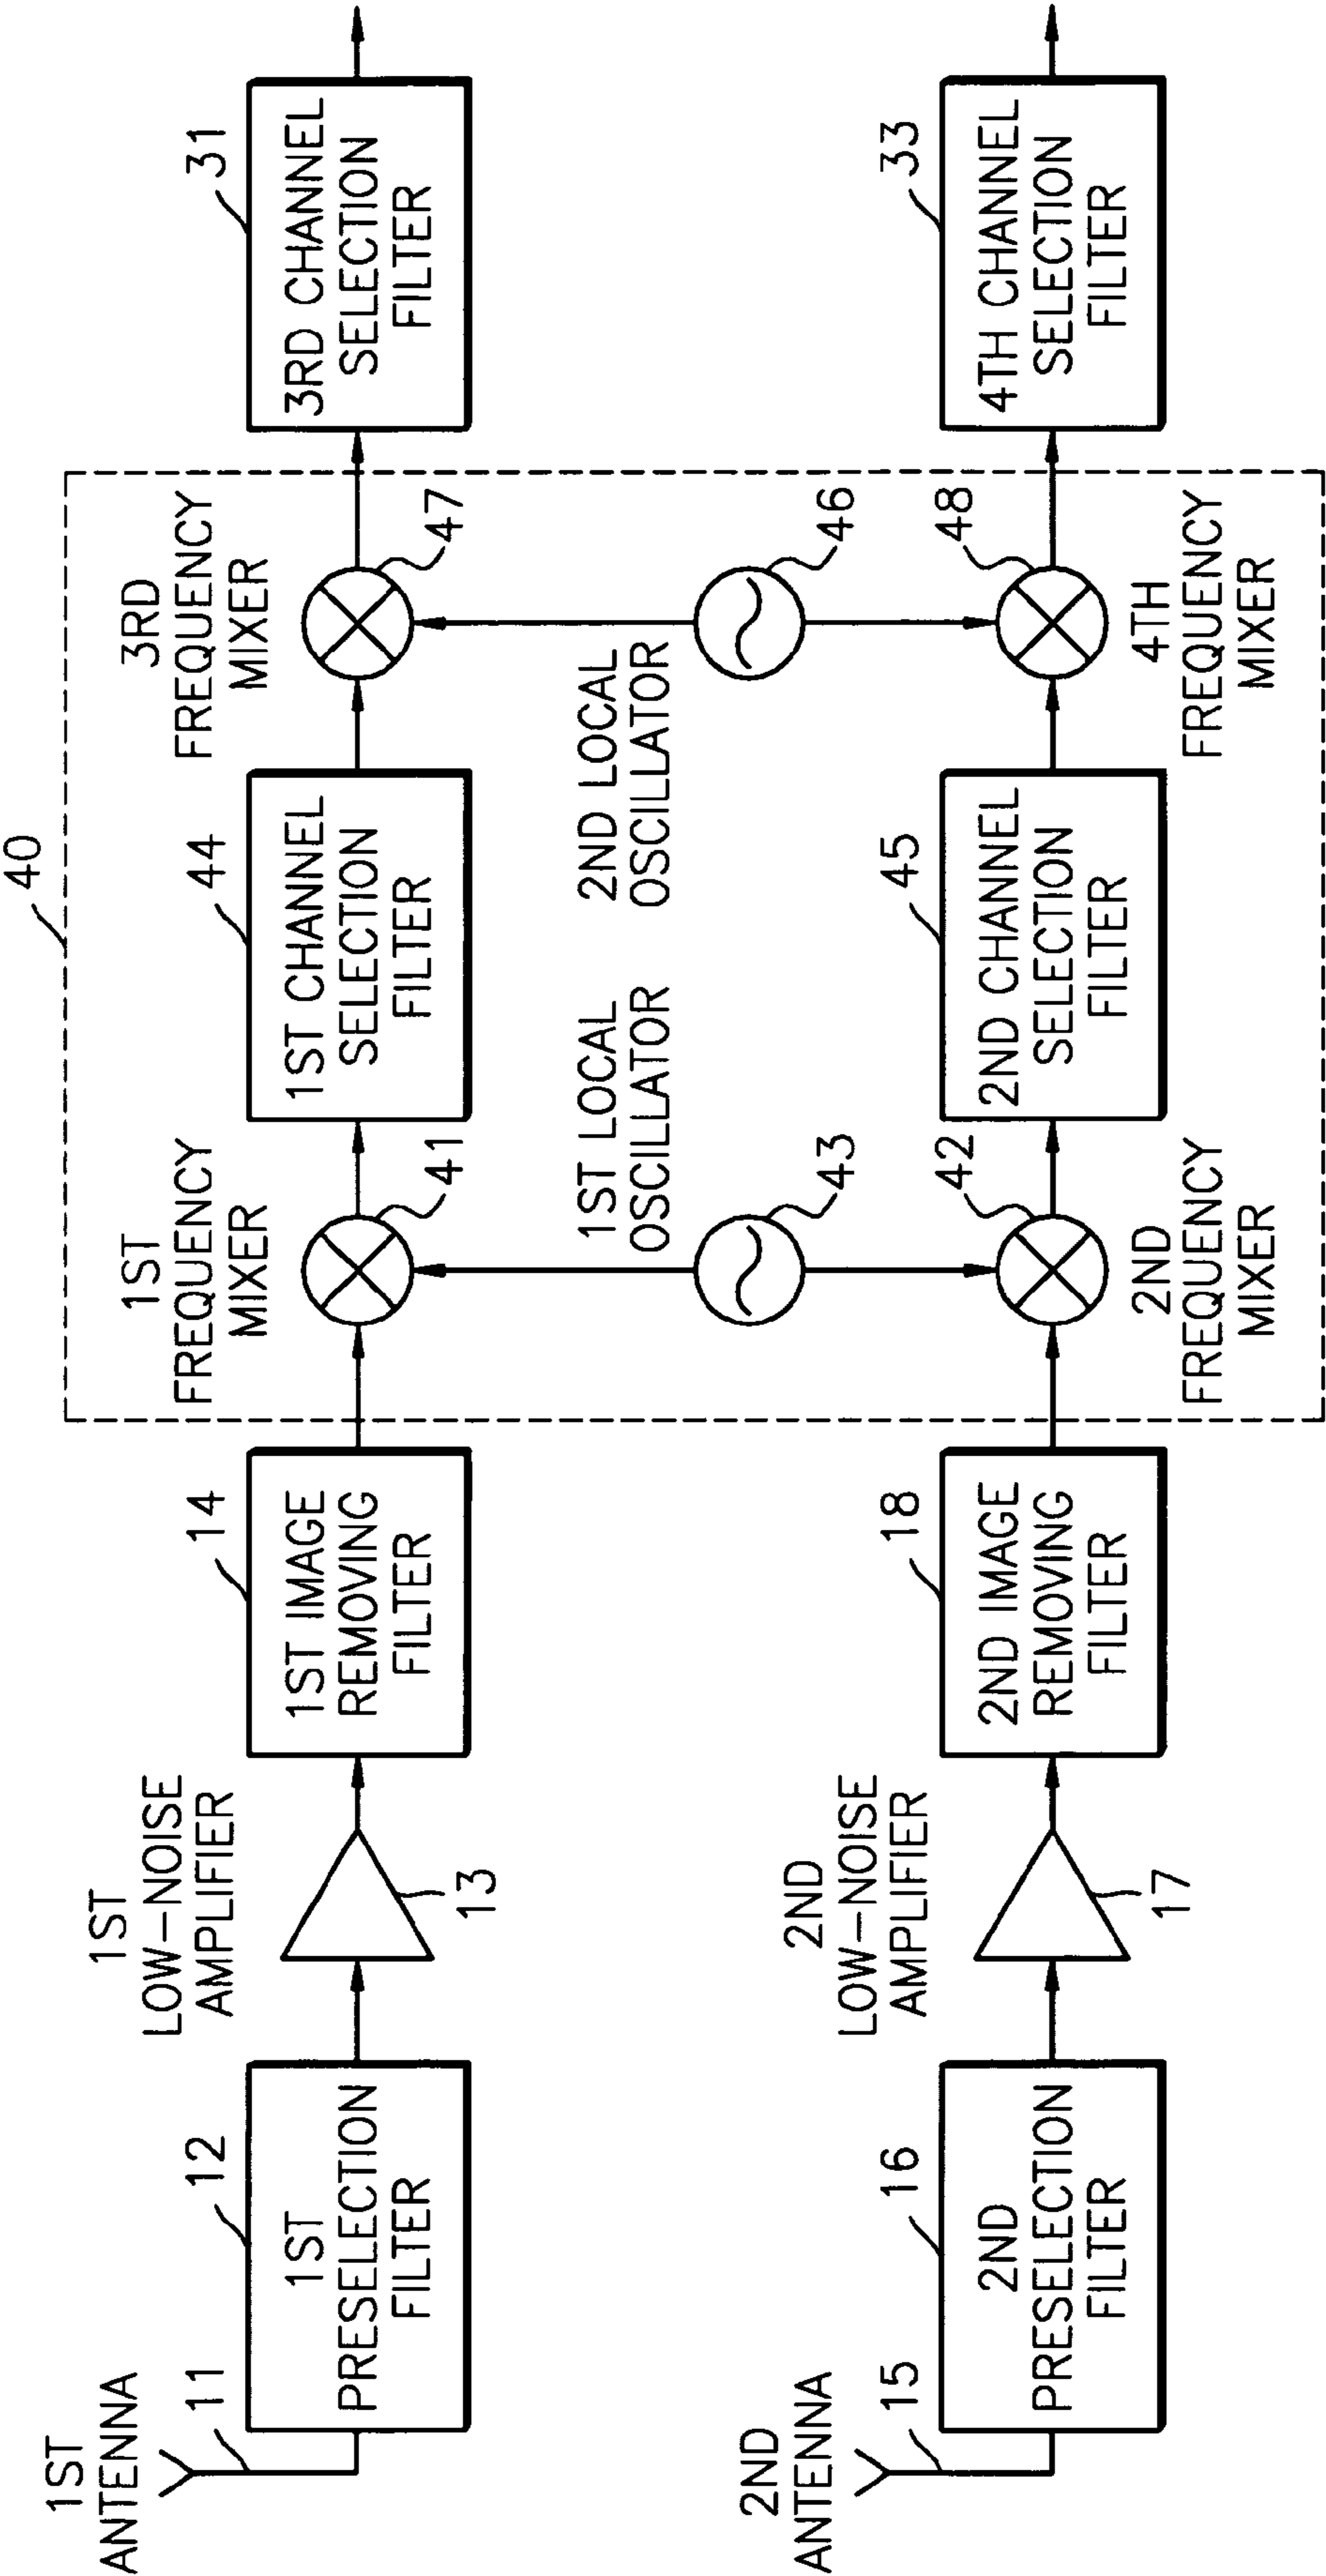 40
1ST
ANTENNA
11
12
1ST
PRESELECTION
FILTER
1ST
LOW-NOISE
AMPLIFIER
13
14
1ST IMAGE
REMOVING
FILTER
1ST
FREQUENCY
MIXER
41
44
1ST CHANNEL
SELECTION
FILTER
3RD
FREQUENCY
MIXER
47
31
3RD CHANNEL
SELECTION
FILTER
1ST LOCAL
OSCILLATOR
43
2ND LOCAL
OSCILLATOR
46
2ND
ANTENNA
15
16
2ND
PRESELECTION
FILTER
2ND
LOW-NOISE
AMPLIFIER
17
18
2ND IMAGE
REMOVING
FILTER
42
2ND
FREQUENCY
MIXER
45
2ND CHANNEL
SELECTION
FILTER
48
4TH
FREQUENCY
MIXER
33
4TH CHANNEL
SELECTION
FILTER